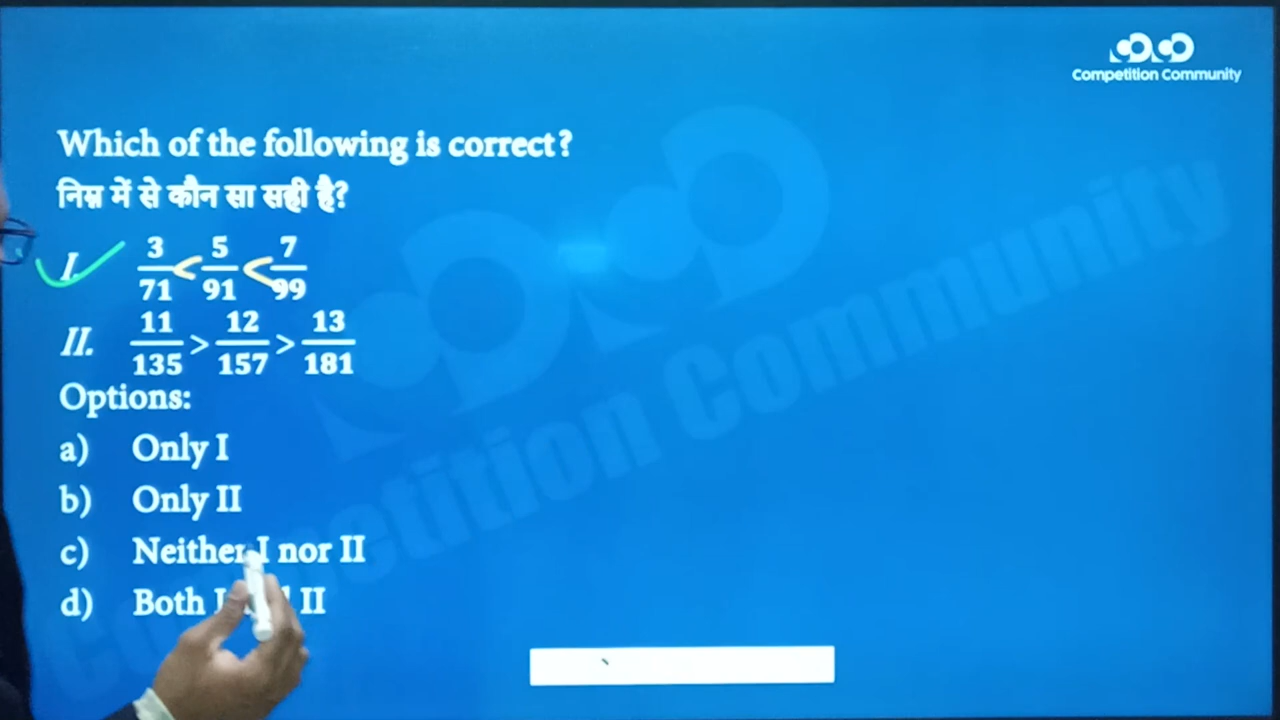 Competition Community
Which of the following is correct?
निम्न में से कौन सा सही है?
I. 3/71 < 5/91 < 7/99
II. 11/135 > 12/157 > 13/181
Options:
a) Only I
b) Only II
c) Neither I nor II
d) Both I II
Competition Community